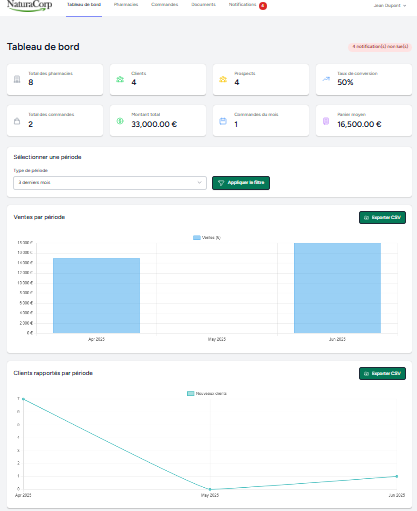 NaturaCorp
Tableau de bord
Pharmacies
Commandes
Documents
Notifications
Jean Dupont
Tableau de bord
4 notification(s) non lue(s)
Total des pharmacies
8
Clients
4
Prospects
4
Taux de conversion
50%
Total des commandes
2
Montant total
33,000.00 €
Commandes du mois
1
Panier moyen
16,500.00 €
Sélectionner une période
Type de période
3 derniers mois
Appliquer le filtre
Ventes par période
Exporter CSV
Ventes (€)
18 000 €
16 000 €
14 000 €
12 000 €
10 000 €
8 000 €
6 000 €
4 000 €
2 000 €
0 €
Apr 2025
May 2025
Jun 2025
Clients rapportés par période
Exporter CSV
Nouveaux clients
7
6
5
4
3
2
1
0
Apr 2025
May 2025
Jun 2025